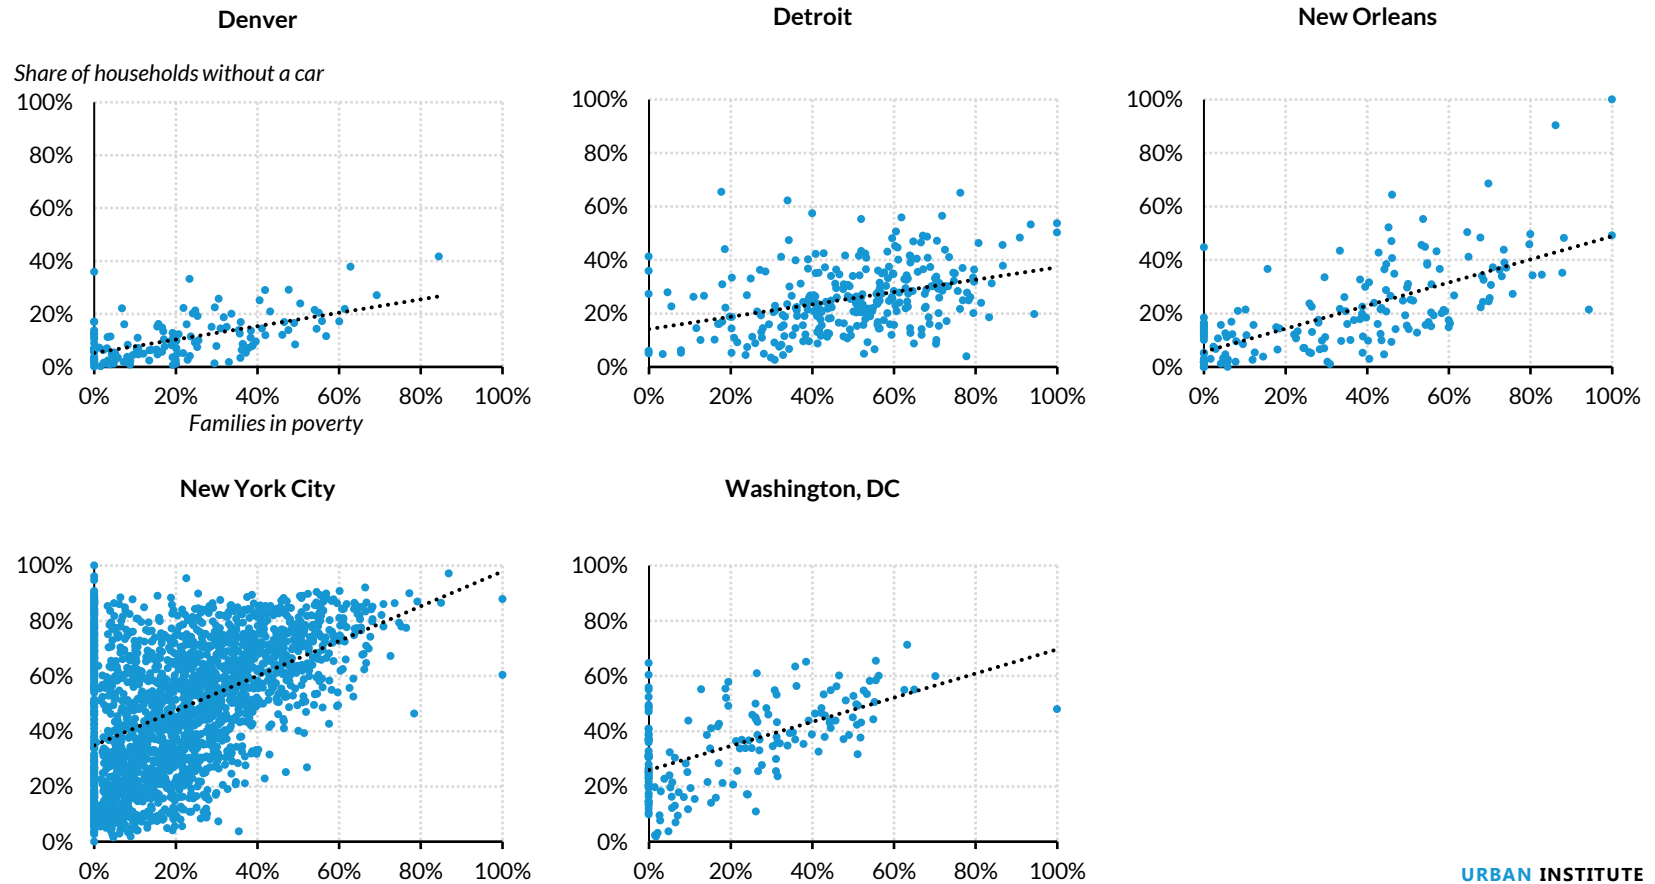 Denver
Detroit
New Orleans
Share of households without a car
100%
80%
60%
40%
20%
0%
0% 20% 40% 60% 80% 100%
Families in poverty
100%
80%
60%
40%
20%
0%
0% 20% 40% 60% 80% 100%
100%
80%
60%
40%
20%
0%
0% 20% 40% 60% 80% 100%
New York City
Washington, DC
100%
80%
60%
40%
20%
0%
0% 20% 40% 60% 80% 100%
100%
80%
60%
40%
20%
0%
0% 20% 40% 60% 80% 100%
URBAN INSTITUTE